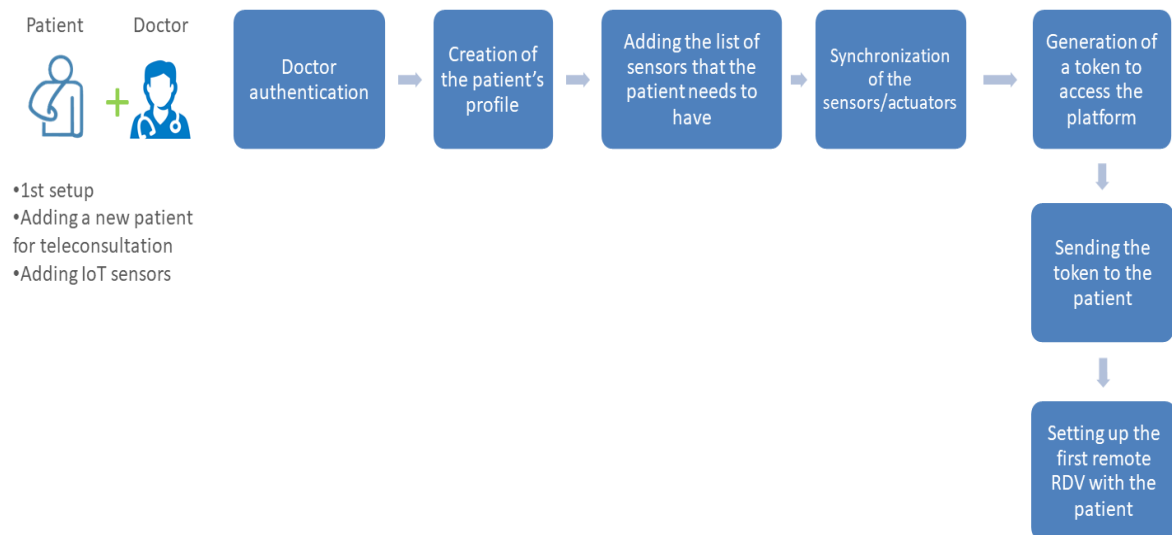 Patient
Doctor
Doctor
authentication
Creation of
the patient’s
profile
Adding the list of
sensors that the
patient needs to
have
Synchronization
of the
sensors/actuators
Generation of
a token to
access the
platform
•1st setup
•Adding a new patient
for teleconsultation
•Adding IoT sensors
Sending the
token to the
patient
Setting up the
first remote
RDV with the
patient